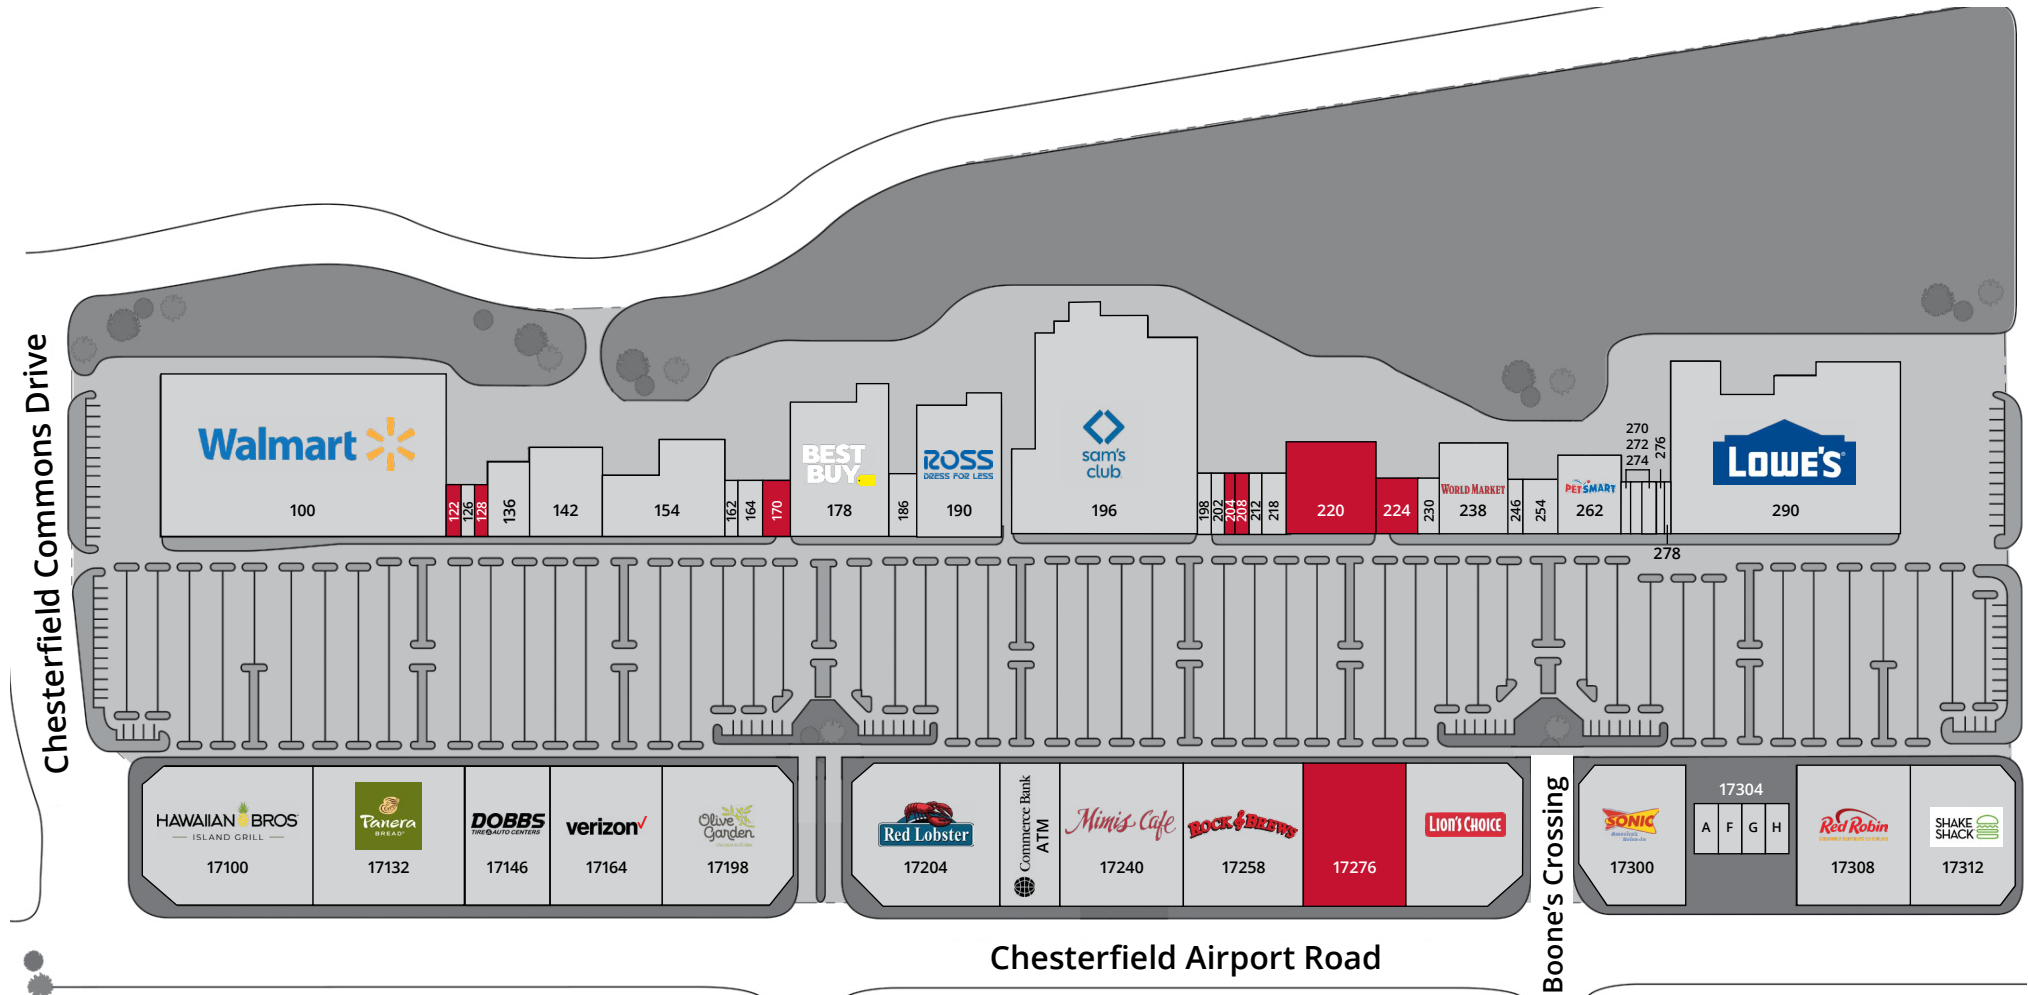 Chesterfield Commons Drive
Walmart
100
122
126
128
136
142
154
162
164
170
BEST
BUY
178
186
ROSS
DRESS FOR LESS
190
sam's
club
196
198
202
204
208
212
218
220
224
230
WORLD MARKET
238
246
254
PETSMART
262
270
272
274
276
278
LOWE'S
290
HAWAIIAN BROS
ISLAND GRILL
17100
Panera
BREAD
17132
DOBBS
TIRE & AUTO CENTERS
17146
verizon
17164
Olive
Garden
17198
Red Lobster
17204
Commerce Bank
ATM
Mimis Cafe
17240
ROCK & BREWS
17258
17276
LION'S CHOICE
Boone's Crossing
SONIC
17300
17304
A
F
G
H
Red Robin
17308
SHAKE
SHACK
17312
Chesterfield Airport Road